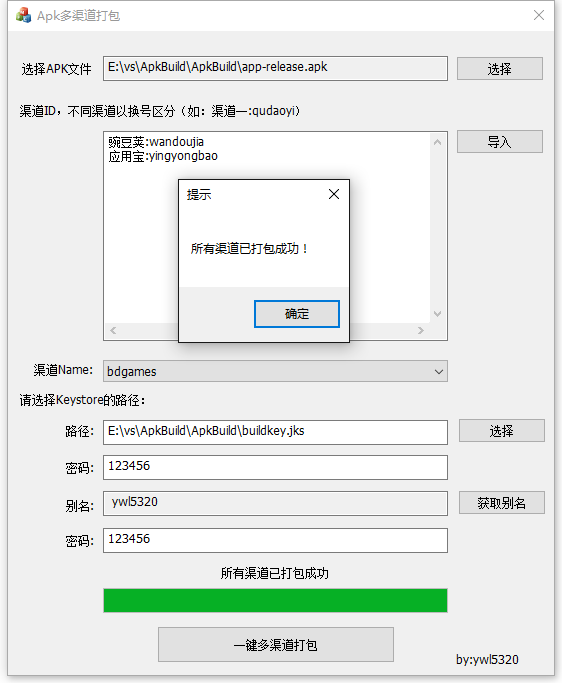 Apk多渠道打包
选择APK文件
E:\vs\ApkBuild\ApkBuild\app-release.apk
选择
渠道ID，不同渠道以换号区分（如：渠道一:qudaoyi）
豌豆荚:wandoujia
应用宝:yingyongbao
导入
提示
所有渠道已打包成功！
确定
渠道Name:
bdgames
请选择Keystore的路径：
路径:
E:\vs\ApkBuild\ApkBuild\buildkey.jks
选择
密码:
123456
别名:
ywl5320
获取别名
密码:
123456
所有渠道已打包成功
一键多渠道打包
by:ywl5320